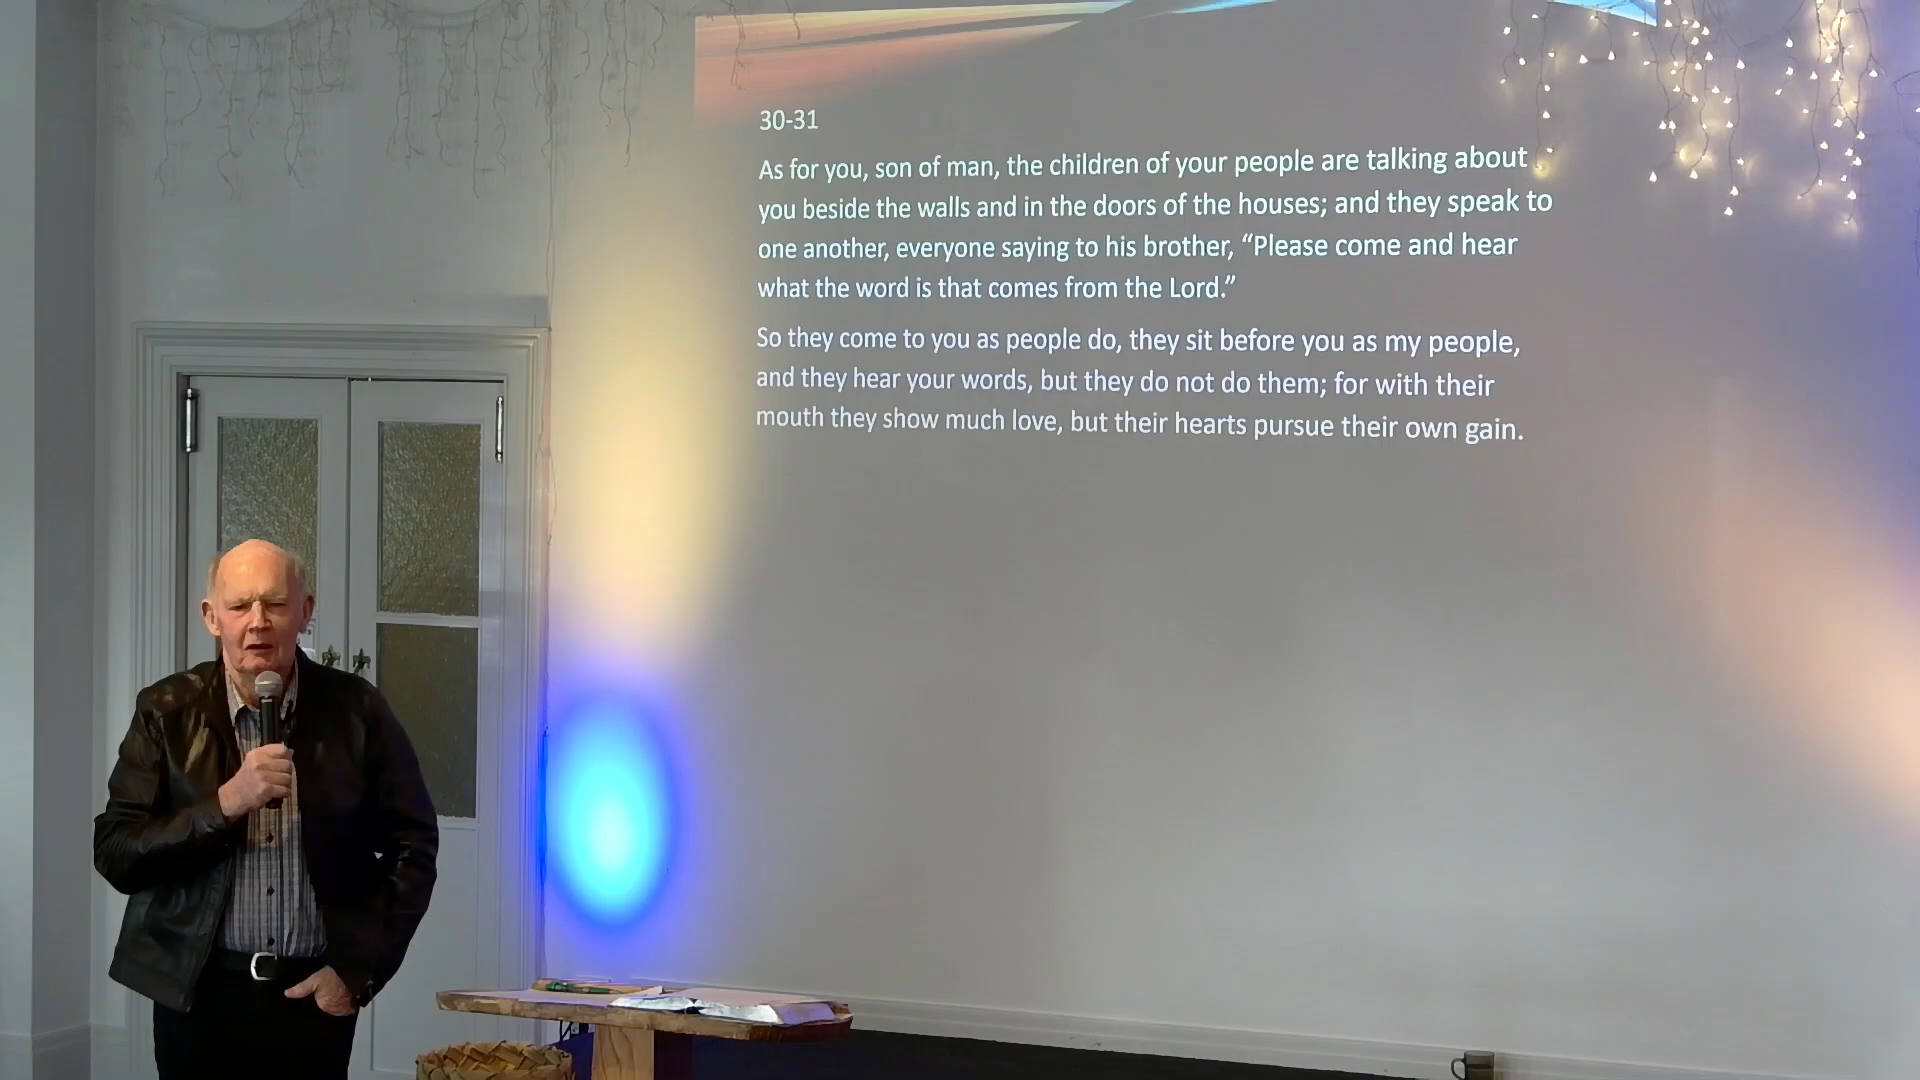 30-31
As for you, son of man, the children of your people are talking about
you beside the walls and in the doors of the houses; and they speak to
one another, everyone saying to his brother, “Please come and hear
what the word is that comes from the Lord.”
So they come to you as people do, they sit before you as my people,
and they hear your words, but they do not do them; for with their
mouth they show much love, but their hearts pursue their own gain.